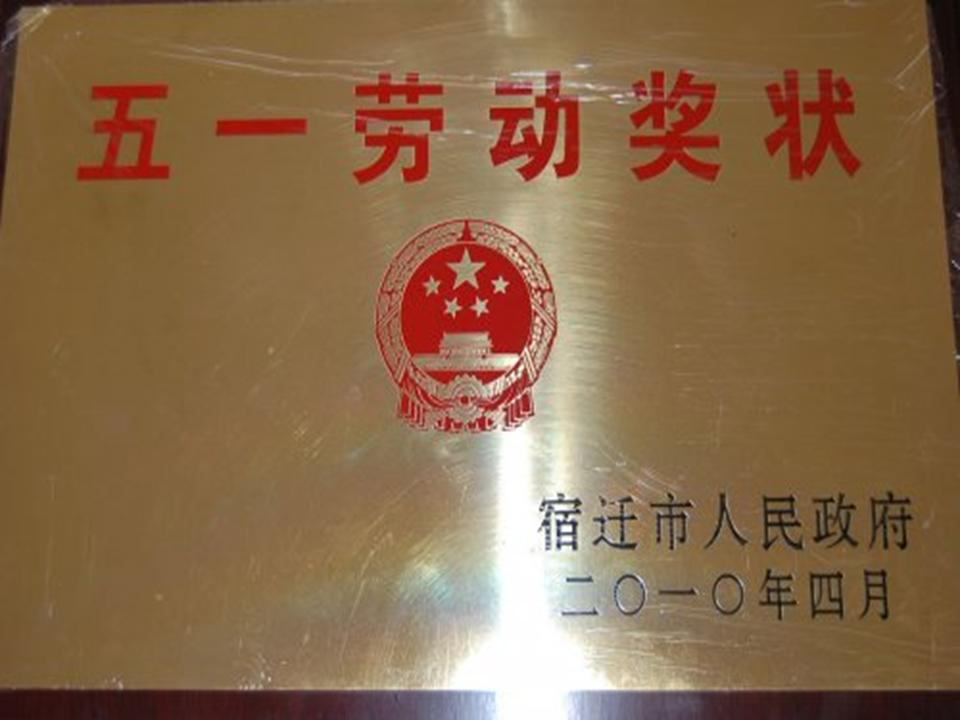 五一劳动奖状
宿迁市人民政府
二〇一〇年四月